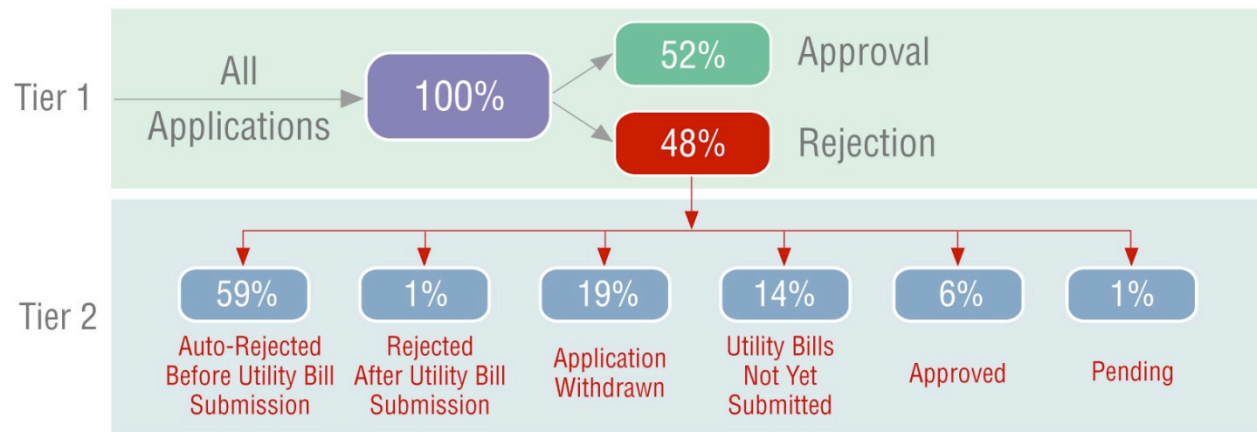 Tier 1
All
Applications
100%
52%
Approval
48%
Rejection
Tier 2
59%
Auto-Rejected
Before Utility Bill
Submission
1%
Rejected
After Utility Bill
Submission
19%
Application
Withdrawn
14%
Utility Bills
Not Yet
Submitted
6%
Approved
1%
Pending